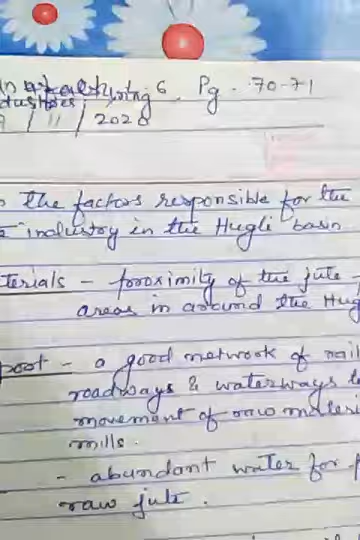 6 Pg. 70-71
/ 11 / 2020
the factors responsible for the
industry in the Hugli basin
terials - proximity of the jute
areas in around the Hug
port - a good network of rail
roadways & waterways
movement of raw materi
mills.
- abundant water for
raw jute.